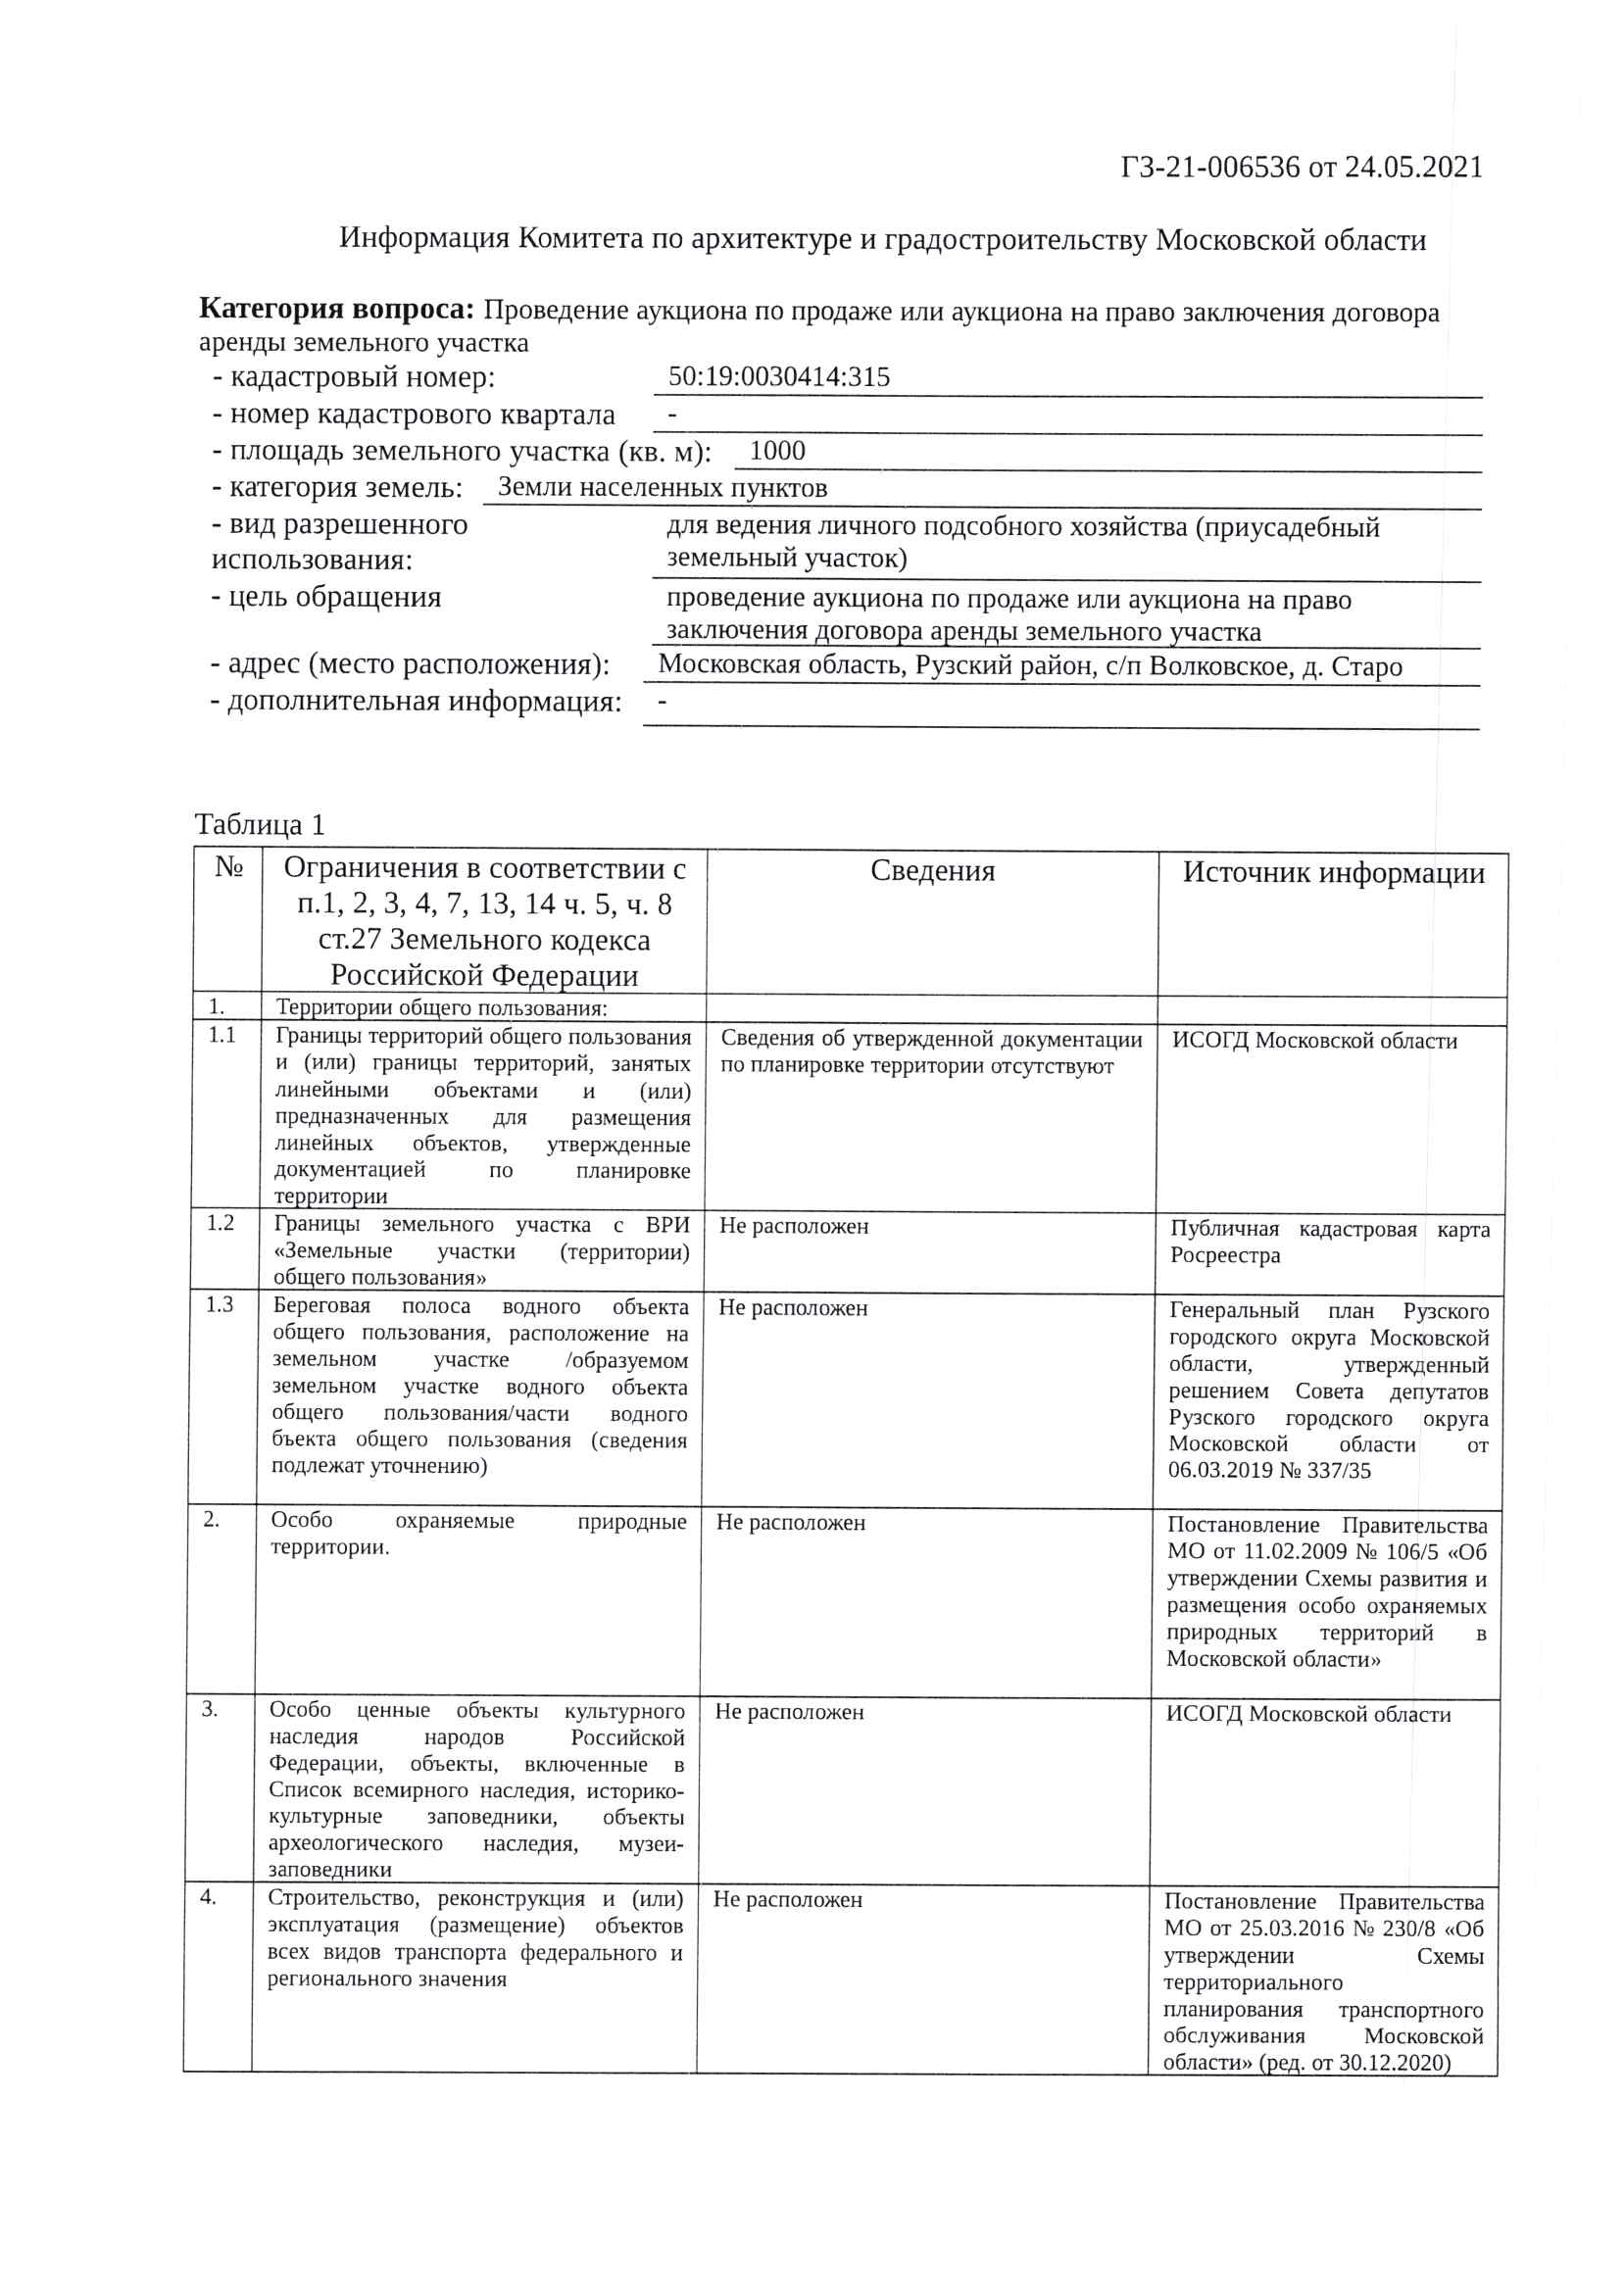 ГЗ-21-006536 от 24.05.2021
Информация Комитета по архитектуре и градостроительству Московской области
Категория вопроса: Проведение аукциона по продаже или аукциона на право заключения договора
аренды земельного участка
- кадастровый номер: 50:19:0030414:315
- номер кадастрового квартала -
- площадь земельного участка (кв. м): 1000
- категория земель: Земли населенных пунктов
- вид разрешенного для ведения личного подсобного хозяйства (приусадебный
использования: земельный участок)
- цель обращения проведение аукциона по продаже или аукциона на право
заключения договора аренды земельного участка
- адрес (место расположения): Московская область, Рузский район, с/п Волковское, д. Старо
- дополнительная информация: -
Таблица 1
№
Ограничения в соответствии с
п.1, 2, 3, 4, 7, 13, 14 ч. 5, ч. 8
ст.27 Земельного кодекса
Российской Федерации
Сведения
Источник информации
1.
Территории общего пользования:
1.1
Границы территорий общего пользования
и (или) границы территорий, занятых
линейными объектами и (или)
предназначенных для размещения
линейных объектов, утвержденные
документацией по планировке
территории
Сведения об утвержденной документации
по планировке территории отсутствуют
ИСОГД Московской области
1.2
Границы земельного участка с ВРИ
«Земельные участки (территории)
общего пользования»
Не расположен
Публичная кадастровая карта
Росреестра
1.3
Береговая полоса водного объекта
общего пользования, расположение на
земельном участке /образуемом
земельном участке водного объекта
общего пользования/части водного
бъекта общего пользования (сведения
подлежат уточнению)
Не расположен
Генеральный план Рузского
городского округа Московской
области, утвержденный
решением Совета депутатов
Рузского городского округа
Московской области от
06.03.2019 № 337/35
2.
Особо охраняемые природные
территории.
Не расположен
Постановление Правительства
МО от 11.02.2009 № 106/5 «Об
утверждении Схемы развития и
размещения особо охраняемых
природных территорий в
Московской области»
3.
Особо ценные объекты культурного
наследия народов Российской
Федерации, объекты, включенные в
Список всемирного наследия, историко-
культурные заповедники, объекты
археологического наследия, музеи-
заповедники
Не расположен
ИСОГД Московской области
4.
Строительство, реконструкция и (или)
эксплуатация (размещение) объектов
всех видов транспорта федерального и
регионального значения
Не расположен
Постановление Правительства
МО от 25.03.2016 № 230/8 «Об
утверждении Схемы
территориального
планирования транспортного
обслуживания Московской
области» (ред. от 30.12.2020)